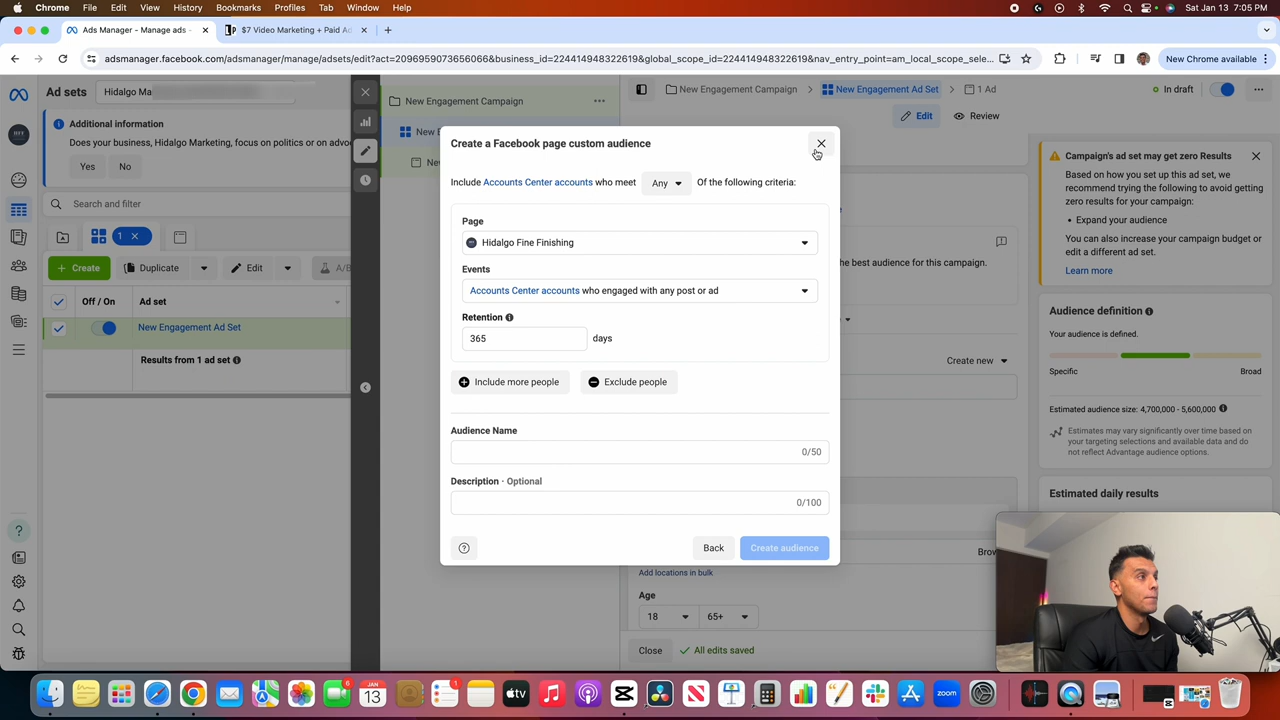 Chrome File Edit View History Bookmarks Profiles Tab Window Help
Sat Jan 13 7:05 PM
Ads Manager - Manage ads -
$7 Video Marketing + Paid Ad
adsmanager.facebook.com/adsmanager/manage/adsets/edit?act=2096959073656066&business_id=224414948322619&global_scope_id=224414948322619&nav_entry_point=am_local_scope_sele...
New Chrome available
Ad sets
Hidalgo Ma
Additional information
Does your business, Hidalgo Marketing, focus on politics or an advo
Yes No
Search and filter
1
Create Duplicate Edit A/B
Off / On Ad set
New Engagement Ad Set
Results from 1 ad set
New Engagement Campaign
New E
New
New Engagement Campaign New Engagement Ad Set 1 Ad
In draft
Edit Review
Create a Facebook page custom audience
Include Accounts Center accounts who meet Any Of the following criteria:
Page
Hidalgo Fine Finishing
Events
Accounts Center accounts who engaged with any post or ad
Retention
365 days
Include more people Exclude people
Audience Name
0/50
Description · Optional
0/100
Back Create audience
the best audience for this campaign.
Create new
Brow
Add locations in bulk
Age
18 65+
Close All edits saved
Campaign's ad set may get zero Results
Based on how you set up this ad set, we
recommend trying the following to avoid getting
zero results for your campaign:
• Expand your audience
You can also increase your campaign budget or
edit a different ad set.
Learn more
Audience definition
Your audience is defined.
Specific Broad
Estimated audience size: 4,700,000 - 5,600,000
Estimates may vary significantly over time based on
your targeting selections and available data and do
not reflect Advantage audience options.
Estimated daily results
JAN
13
6
1
tv
zoom